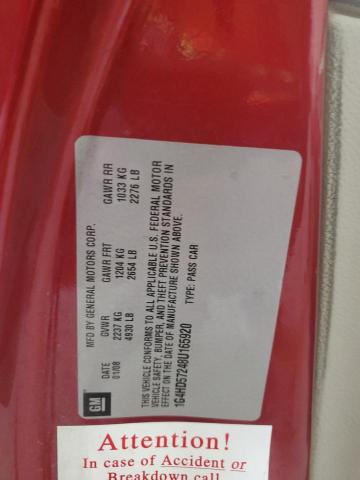 MFD BY GENERAL MOTORS CORP.
DATE GVWR GAWR FRT GAWR RR
01/08 2237 KG 1204 KG 1033 KG
4930 LB 2654 LB 2276 LB
THIS VEHICLE CONFORMS TO ALL APPLICABLE U.S. FEDERAL MOTOR
VEHICLE SAFETY, BUMPER, AND THEFT PREVENTION STANDARDS IN
EFFECT ON THE DATE OF MANUFACTURE SHOWN ABOVE.
1G4HD57248U165920 TYPE: PASS CAR
GM
Attention!
In case of Accident or
Breakdown call